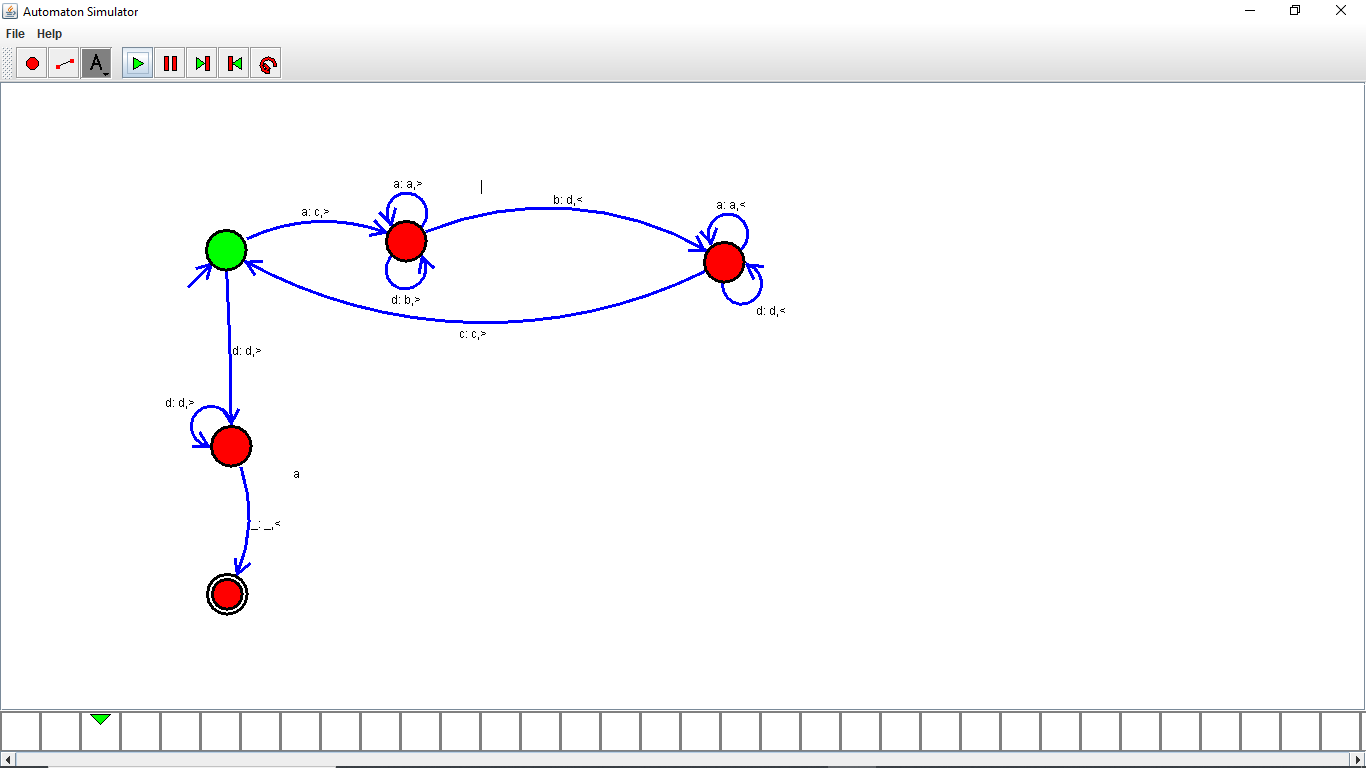 Automaton Simulator
File Help
A
a: a,>
b: d,<
a: a,<
a: c,>
d: b,>
d: d,<
c: c,>
d: d,>
d: d,>
a
_: _,<